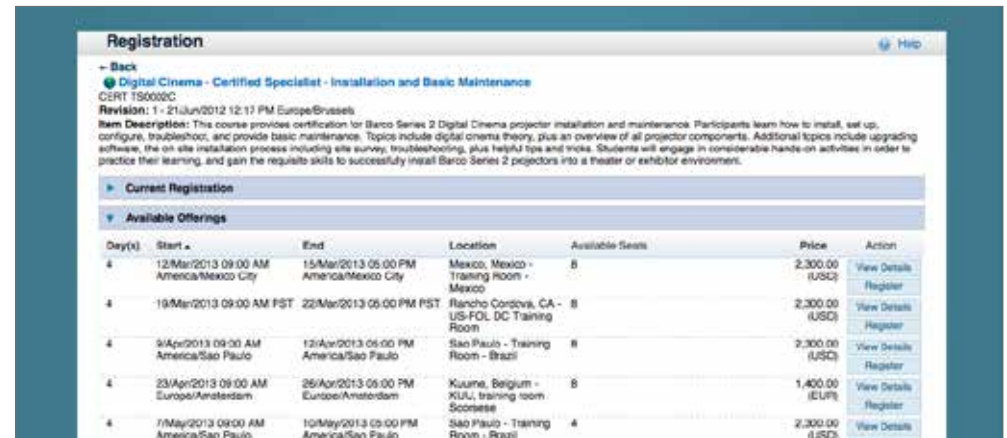 Registration
Help
Back
Digital Cinema - Certified Specialist - Installation and Basic Maintenance
CERT TS0002C
Revision: 1 - 21/Jun/2012 12:17 PM Europe/Brussels
Item Description: This course provides certification for Barco Series 2 Digital Cinema projector installation and maintenance. Participants learn how to install, set up,
configure, troubleshoot, and provide basic maintenance. Topics include digital cinema theory, plus an overview of all projector components. Additional topics include upgrading
software, the on site installation process including site survey, troubleshooting, plus helpful tips and tricks. Students will engage in considerable hands-on activities in order to
practice their learning, and gain the requisite skills to successfully install Barco Series 2 projectors into a theater or exhibitor environment.
Current Registration
Available Offerings
Day(s) Start End Location Available Seats Price Action
4 12/Mar/2013 09:00 AM 15/Mar/2013 05:00 PM Mexico, Mexico - 8 2,300.00 View Details
America/Mexico City America/Mexico City Training Room - (USD)
Mexico Register
4 19/Mar/2013 09:00 AM PST 22/Mar/2013 05:00 PM PST Rancho Cordova, CA - 8 2,300.00 View Details
US-FOL DC Training (USD)
Room Register
4 9/Apr/2013 09:00 AM 12/Apr/2013 05:00 PM Sao Paulo - Training 8 2,300.00 View Details
America/Sao Paulo America/Sao Paulo Room - Brazil (USD)
Register
4 23/Apr/2013 09:00 AM 26/Apr/2013 05:00 PM Kuurne, Belgium - 8 1,400.00 View Details
Europe/Amsterdam Europe/Amsterdam KUU, training room (EUR)
Scorsese Register
4 7/May/2013 09:00 AM 10/May/2013 05:00 PM Sao Paulo - Training 4 2,300.00 View Details
America/Sao Paulo America/Sao Paulo Room - Brazil (USD)